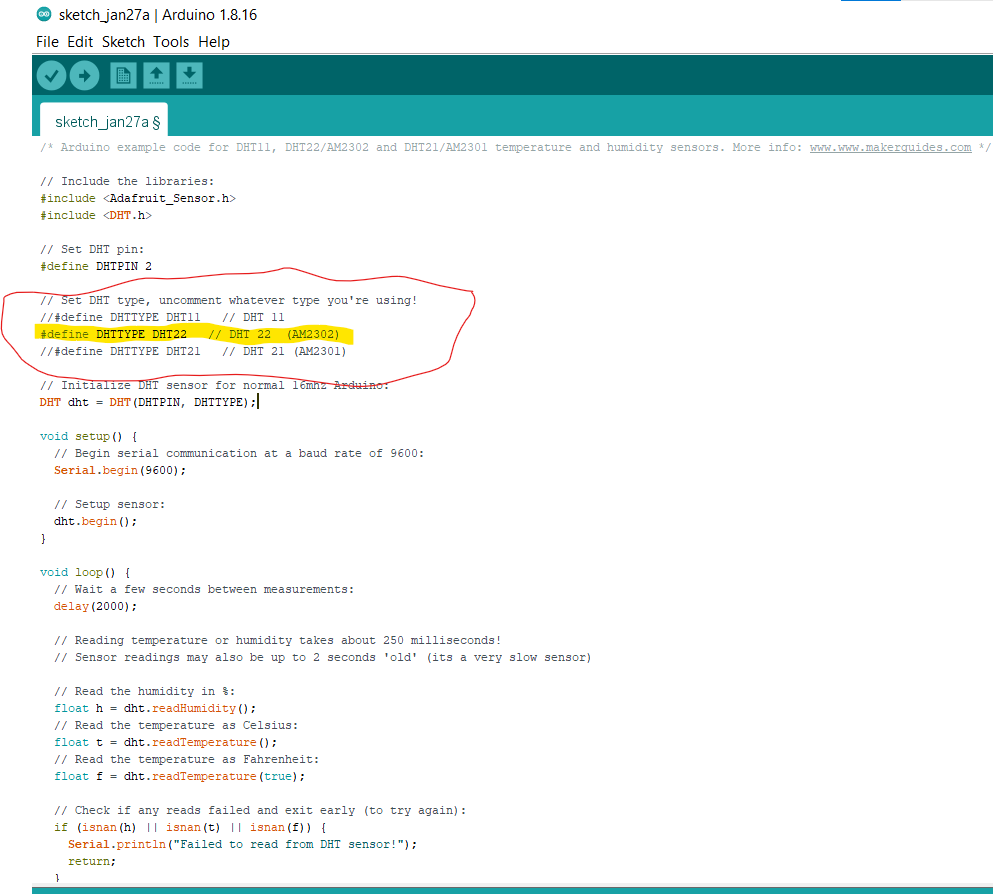 sketch_jan27a | Arduino 1.8.16
File Edit Sketch Tools Help
sketch_jan27a §
/* Arduino example code for DHT11, DHT22/AM2302 and DHT21/AM2301 temperature and humidity sensors. More info: www.www.makerguides.com */
// Include the libraries:
#include <Adafruit_Sensor.h>
#include <DHT.h>
// Set DHT pin:
#define DHTPIN 2
// Set DHT type, uncomment whatever type you're using!
//#define DHTTYPE DHT11   // DHT 11
#define DHTTYPE DHT22   // DHT 22  (AM2302)
//#define DHTTYPE DHT21   // DHT 21 (AM2301)
// Initialize DHT sensor for normal 16mhz Arduino:
DHT dht = DHT(DHTPIN, DHTTYPE);
void setup() {
  // Begin serial communication at a baud rate of 9600:
  Serial.begin(9600);
  // Setup sensor:
  dht.begin();
}
void loop() {
  // Wait a few seconds between measurements:
  delay(2000);
  // Reading temperature or humidity takes about 250 milliseconds!
  // Sensor readings may also be up to 2 seconds 'old' (its a very slow sensor)
  // Read the humidity in %:
  float h = dht.readHumidity();
  // Read the temperature as Celsius:
  float t = dht.readTemperature();
  // Read the temperature as Fahrenheit:
  float f = dht.readTemperature(true);
  // Check if any reads failed and exit early (to try again):
  if (isnan(h) || isnan(t) || isnan(f)) {
    Serial.println("Failed to read from DHT sensor!");
    return;
  }